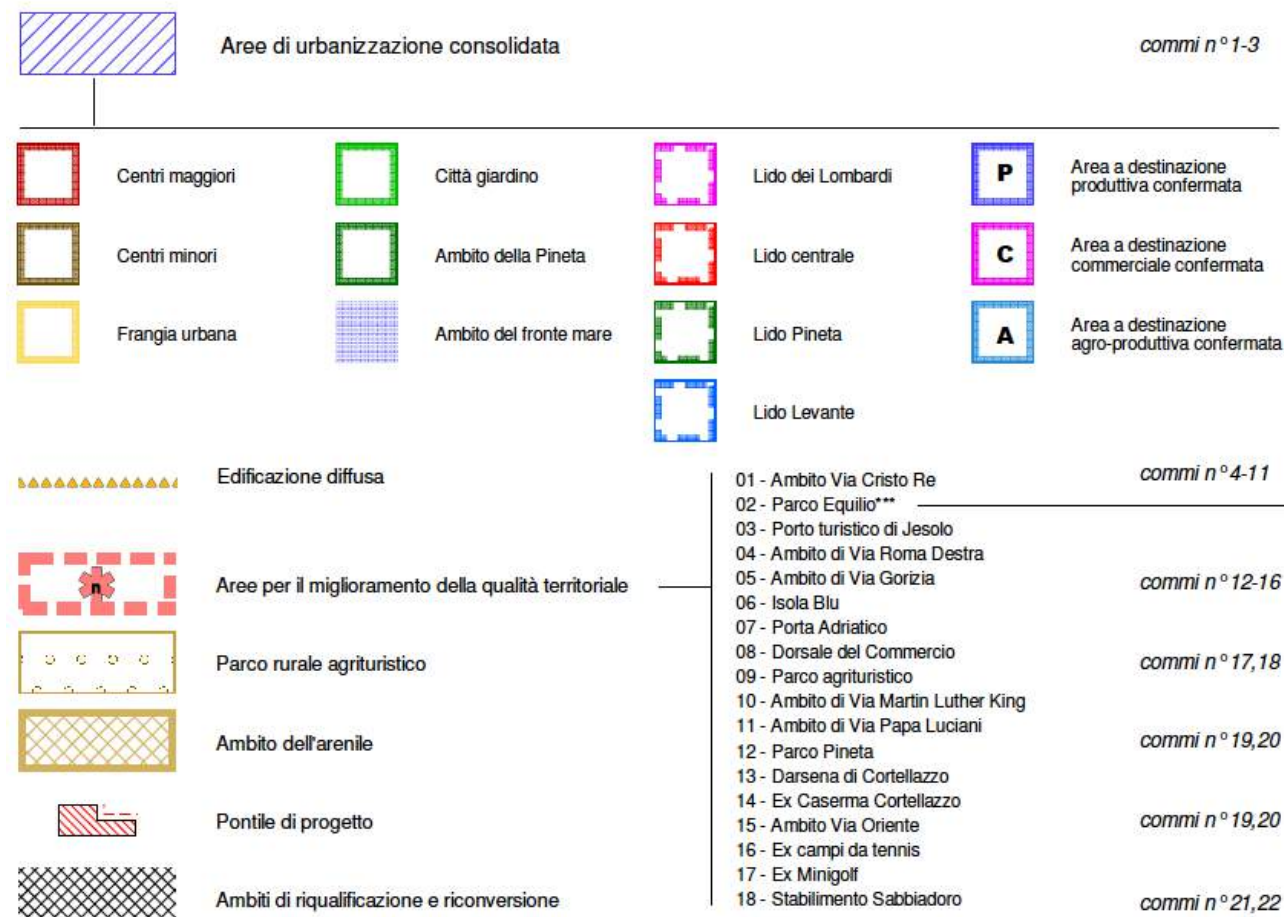 Aree di urbanizzazione consolidata
commi n° 1-3
Centri maggiori
Città giardino
Lido dei Lombardi
P
Area a destinazione
produttiva confermata
Centri minori
Ambito della Pineta
Lido centrale
C
Area a destinazione
commerciale confermata
Frangia urbana
Ambito del fronte mare
Lido Pineta
A
Area a destinazione
agro-produttiva confermata
Lido Levante
Edificazione diffusa
commi n° 4-11
n
Aree per il miglioramento della qualità territoriale
01 - Ambito Via Cristo Re
02 - Parco Equilio***
03 - Porto turistico di Jesolo
04 - Ambito di Via Roma Destra
05 - Ambito di Via Gorizia
06 - Isola Blu
07 - Porta Adriatico
08 - Dorsale del Commercio
09 - Parco agrituristico
10 - Ambito di Via Martin Luther King
11 - Ambito di Via Papa Luciani
12 - Parco Pineta
13 - Darsena di Cortellazzo
14 - Ex Caserma Cortellazzo
15 - Ambito Via Oriente
16 - Ex campi da tennis
17 - Ex Minigolf
18 - Stabilimento Sabbiadoro
commi n° 12-16
Parco rurale agrituristico
commi n° 17,18
Ambito dell'arenile
commi n° 19,20
Pontile di progetto
commi n° 19,20
Ambiti di riqualificazione e riconversione
commi n° 21,22